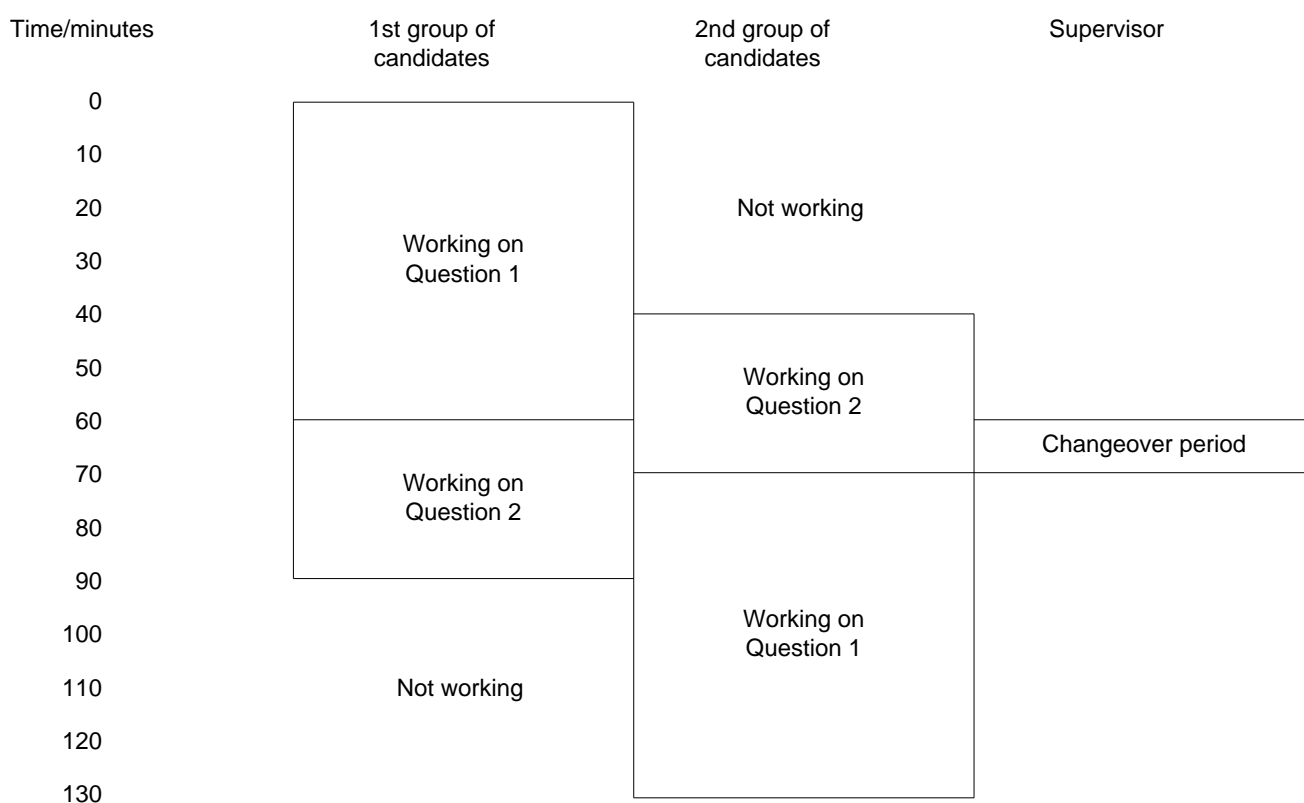 Time/minutes
1st group of
candidates
2nd group of
candidates
Supervisor
0
10
20
Not working
30
Working on
Question 1
40
50
Working on
Question 2
60
Changeover period
70
Working on
Question 2
80
90
100
Working on
Question 1
110
Not working
120
130